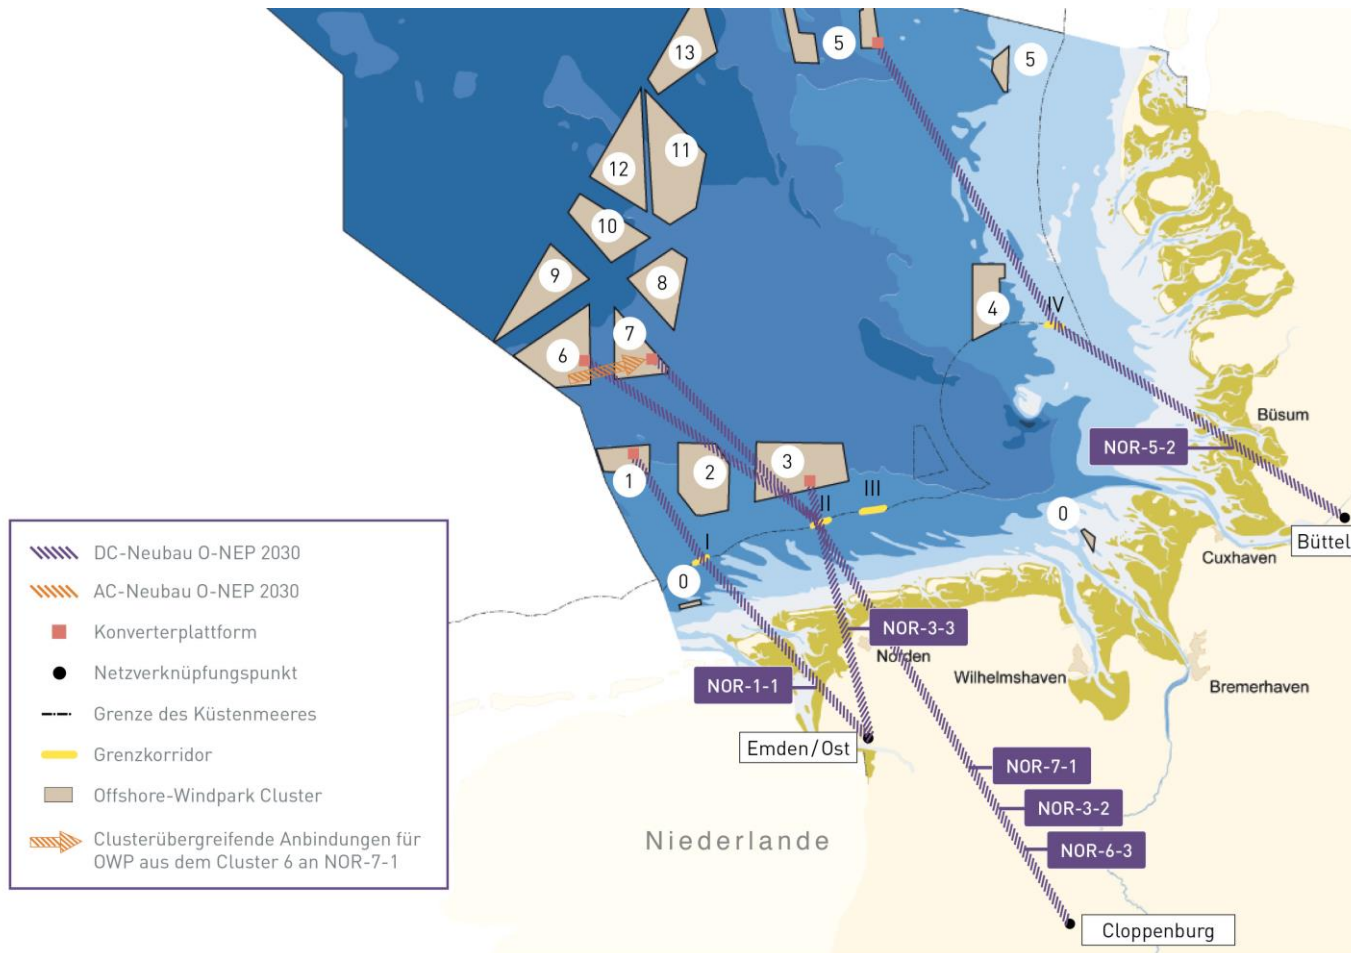 13
5
5
12
11
10
9
8
7
6
4
IV
Büsum
NOR-5-2
1
2
3
II
III
0
Büttel
Cuxhaven
I
0
NOR-3-3
Norden
Wilhelmshaven
Bremerhaven
NOR-1-1
Emden/Ost
NOR-7-1
NOR-3-2
NOR-6-3
Niederlande
Cloppenburg
DC-Neubau O-NEP 2030
AC-Neubau O-NEP 2030
Konverterplattform
Netzverknüpfungspunkt
Grenze des Küstenmeeres
Grenzkorridor
Offshore-Windpark Cluster
Clusterübergreifende Anbindungen für
OWP aus dem Cluster 6 an NOR-7-1